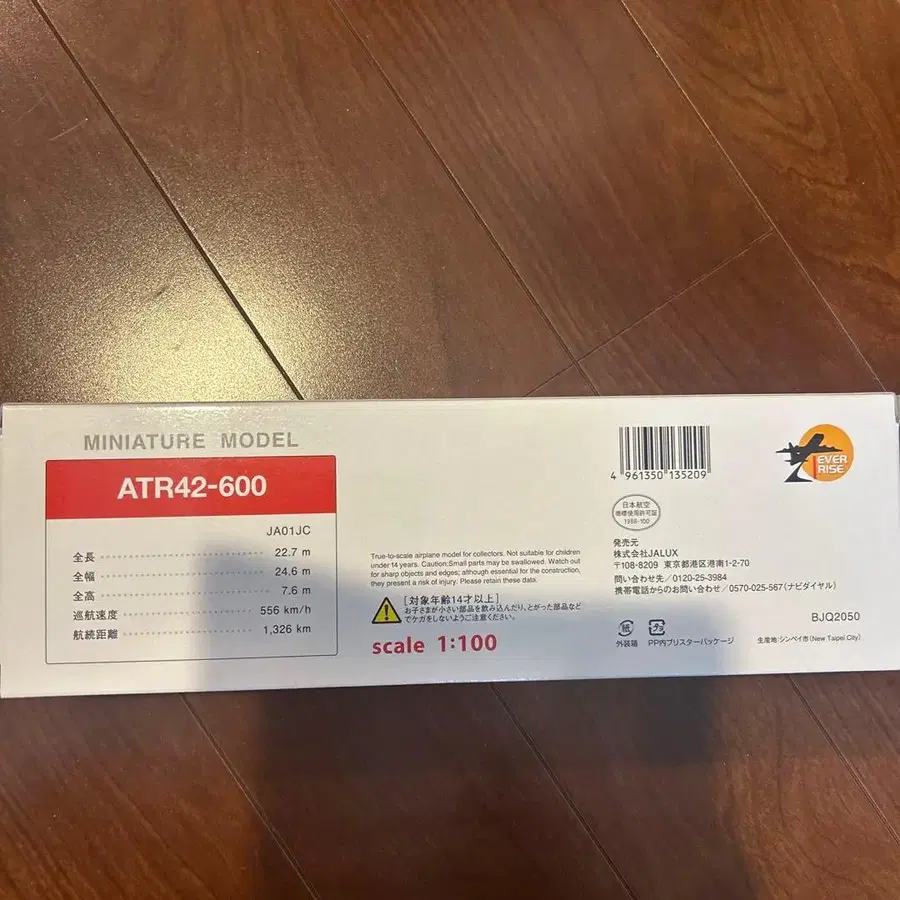 MINIATURE MODEL
ATR42-600
JA01JC
全長 22.7 m
全幅 24.6 m
全高 7.6 m
巡航速度 556 km/h
航続距離 1,326 km
True-to-scale airplane model for collectors. Not suitable for children
under 14 years. Caution:Small parts may be swallowed. Watch out
for sharp objects and edges; although essential for the construction,
they present a risk of injury. Please retain these data.
[対象年齢14才以上]
お子さまが小さい部品を飲み込んだり、とがった部品など
でケガをしないようご注意ください。
scale 1:100
4 961350 135209
EVER
RISE
日本航空
商標使用許可証
1988-100
発売元
株式会社JALUX
〒108-8209 東京都港区港南1-2-70
問い合わせ先／0120-25-3984
携帯電話からのお問い合わせ／0570-025-567(ナビダイヤル)
BJQ2050
紙
プラ
外装箱 PP内ブリスターパッケージ
生産地:シンペイ市(New Taipei City)